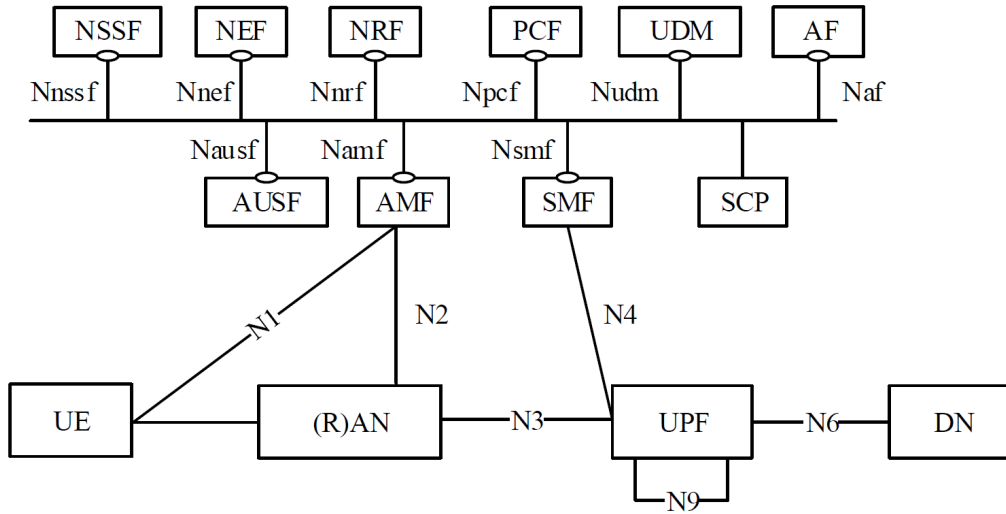 NSSF NEF NRF PCF UDM AF
Nnssf Nnef Nnrf Npcf Nudm Naf
Nausf Namf Nsmf
AUSF AMF SMF SCP
N1 N2 N4
UE (R)AN N3 UPF N6 DN
N9